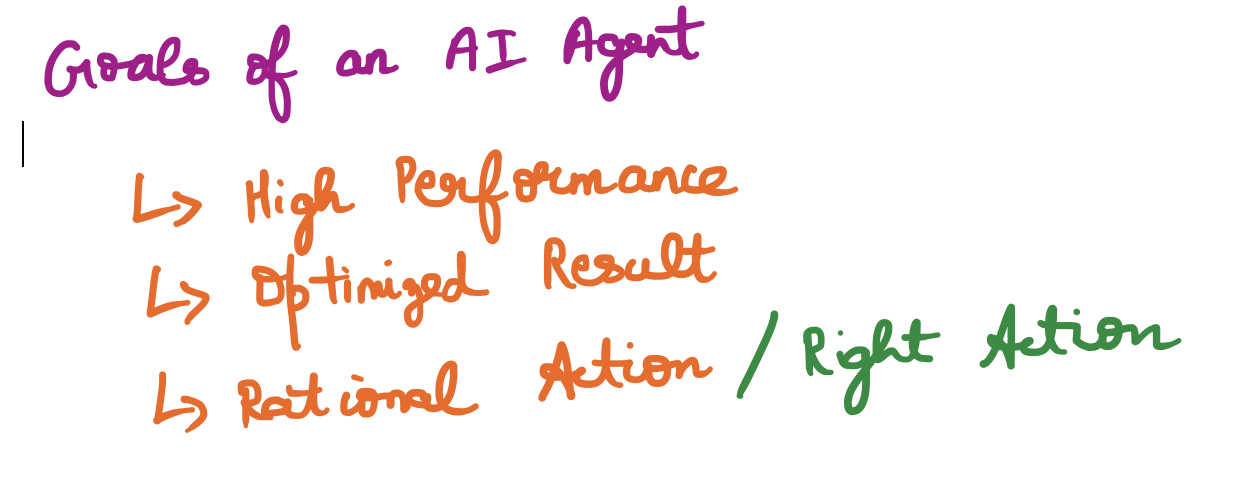 Goals of an AI Agent
↳ High Performance
↳ Optimized Result
↳ Rational Action / Right Action